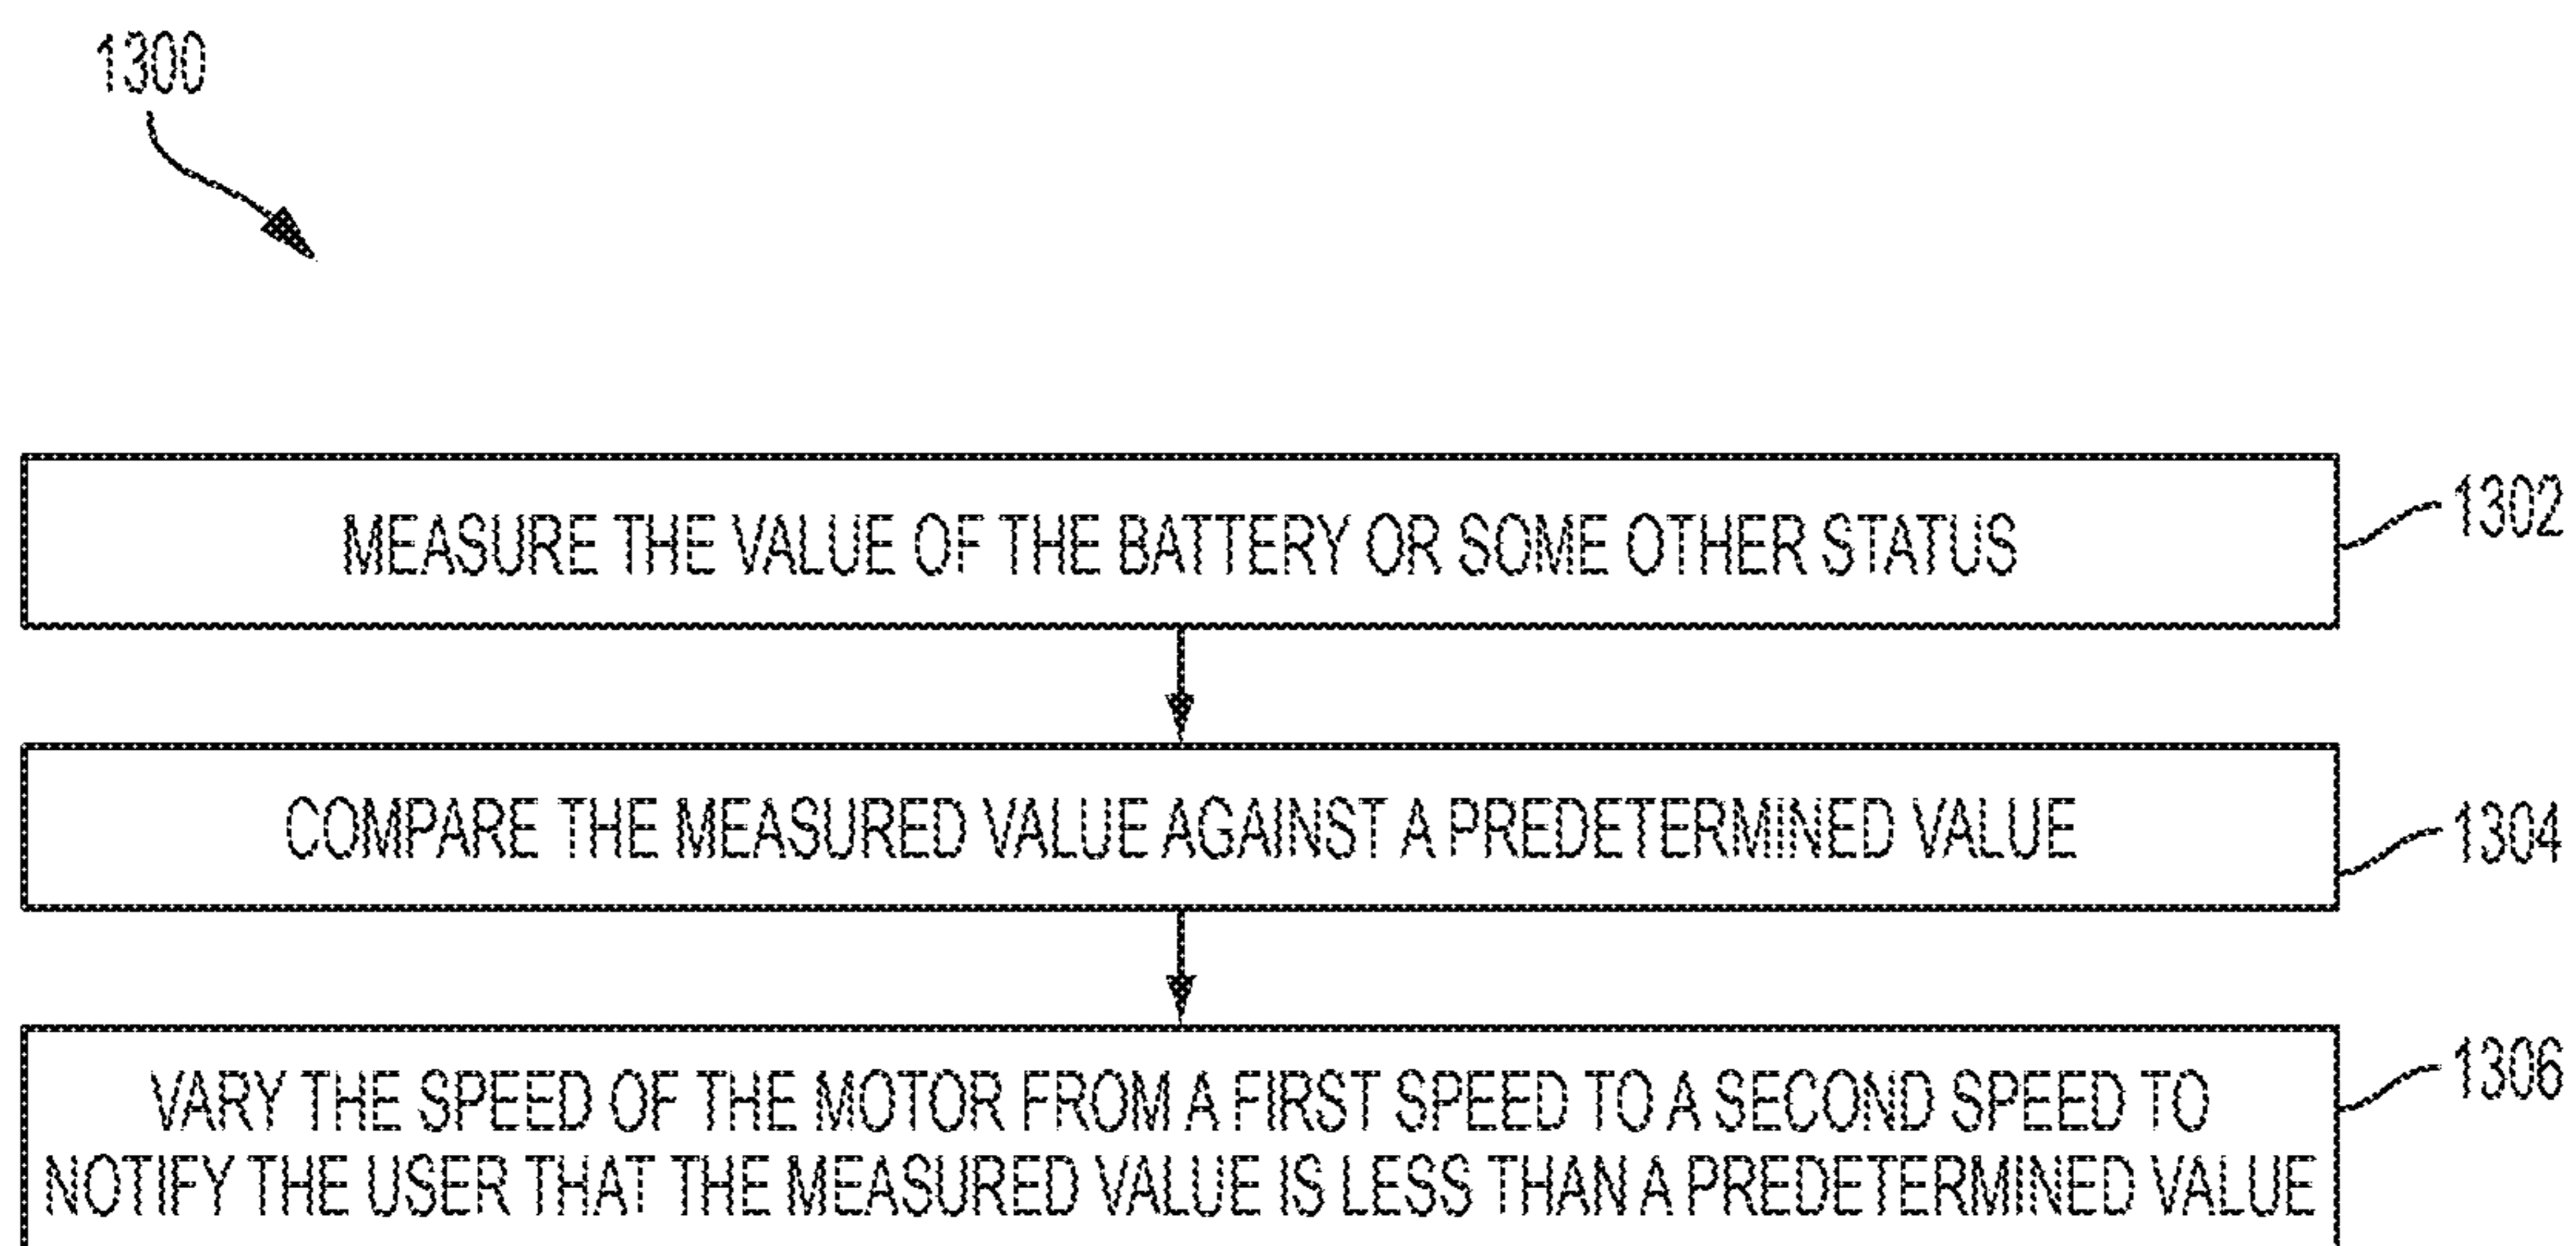 1300
MEASURE THE VALUE OF THE BATTERY OR SOME OTHER STATUS
1302
COMPARE THE MEASURED VALUE AGAINST A PREDETERMINED VALUE
1304
VARY THE SPEED OF THE MOTOR FROM A FIRST SPEED TO A SECOND SPEED TO
NOTIFY THE USER THAT THE MEASURED VALUE IS LESS THAN A PREDETERMINED VALUE
1306